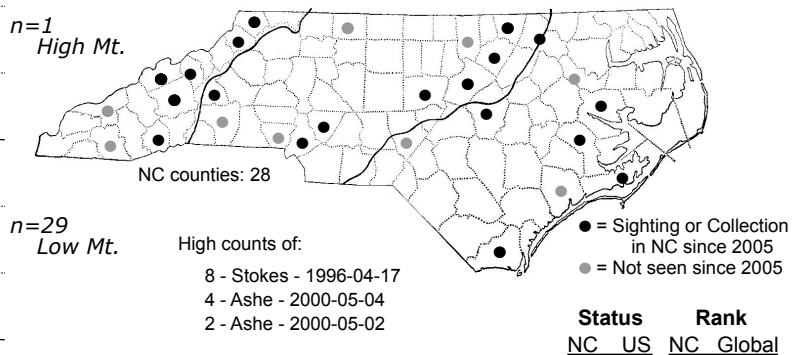 n=1
High Mt.
NC counties: 28
n=29
Low Mt.
High counts of:
8 - Stokes - 1996-04-17
4 - Ashe - 2000-05-04
2 - Ashe - 2000-05-02
= Sighting or Collection
in NC since 2005
= Not seen since 2005
Status Rank
NC US NC Global